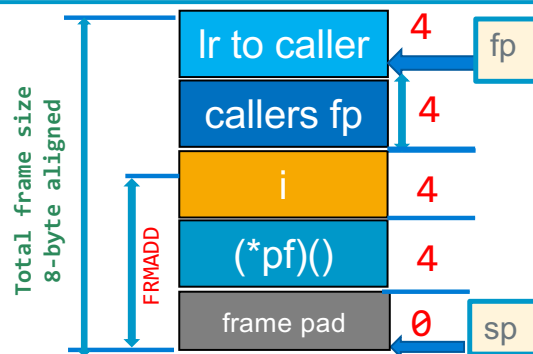 lr to caller
4
fp
callers fp
4
i
4
(*pf)()
4
frame pad
0
sp
Total frame size
8-byte aligned
FRMADD